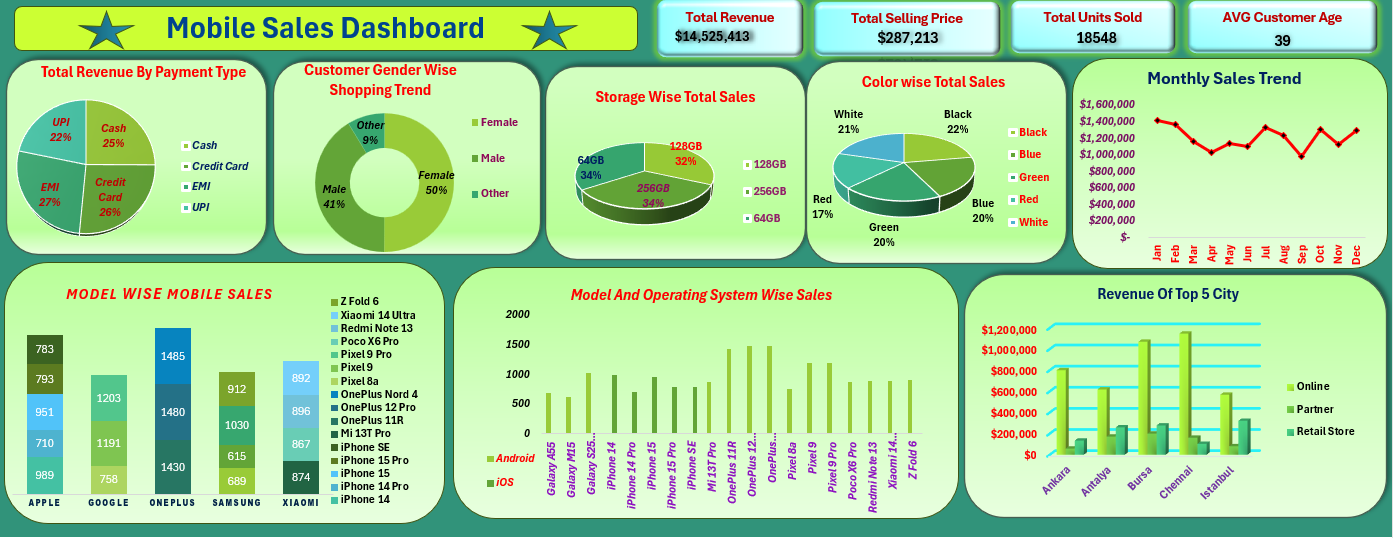 Mobile Sales Dashboard
Total Revenue
$14,525,413
Total Selling Price
$287,213
Total Units Sold
18548
AVG Customer Age
39
Total Revenue By Payment Type
UPI
22%
Cash
25%
EMI
27%
Credit
Card
26%
Cash
Credit Card
EMI
UPI
Customer Gender Wise
Shopping Trend
Other
9%
Male
41%
Female
50%
Female
Male
Other
Storage Wise Total Sales
64GB
34%
128GB
32%
256GB
34%
128GB
256GB
64GB
Color wise Total Sales
White
21%
Black
22%
Red
17%
Blue
20%
Green
20%
Black
Blue
Green
Red
White
Monthly Sales Trend
$1,600,000
$1,400,000
$1,200,000
$1,000,000
$800,000
$600,000
$400,000
$200,000
$-
Jan
Feb
Mar
Apr
May
Jun
Jul
Aug
Sep
Oct
Nov
Dec
MODEL WISE MOBILE SALES
783
793
951
710
989
1203
1191
758
1485
1480
1430
912
1030
615
689
892
896
867
874
APPLE
GOOGLE
ONEPLUS
SAMSUNG
XIAOMI
Z Fold 6
Xiaomi 14 Ultra
Redmi Note 13
Poco X6 Pro
Pixel 9 Pro
Pixel 9
Pixel 8a
OnePlus Nord 4
OnePlus 12 Pro
OnePlus 11R
Mi 13T Pro
iPhone SE
iPhone 15 Pro
iPhone 15
iPhone 14 Pro
iPhone 14
Model And Operating System Wise Sales
2000
1500
1000
500
0
Android
iOS
Galaxy A55
Galaxy M15
Galaxy S25...
iPhone 14
iPhone 14 Pro
iPhone 15
iPhone 15 Pro
iPhone SE
Mi 13T Pro
OnePlus 11R
OnePlus 12...
OnePlus...
Pixel 8a
Pixel 9
Pixel 9 Pro
Poco X6 Pro
Redmi Note 13
Xiaomi 14...
Z Fold 6
Revenue Of Top 5 City
$1,200,000
$1,000,000
$800,000
$600,000
$400,000
$200,000
$0
Ankara
Antalya
Bursa
Chennai
Istanbul
Online
Partner
Retail Store